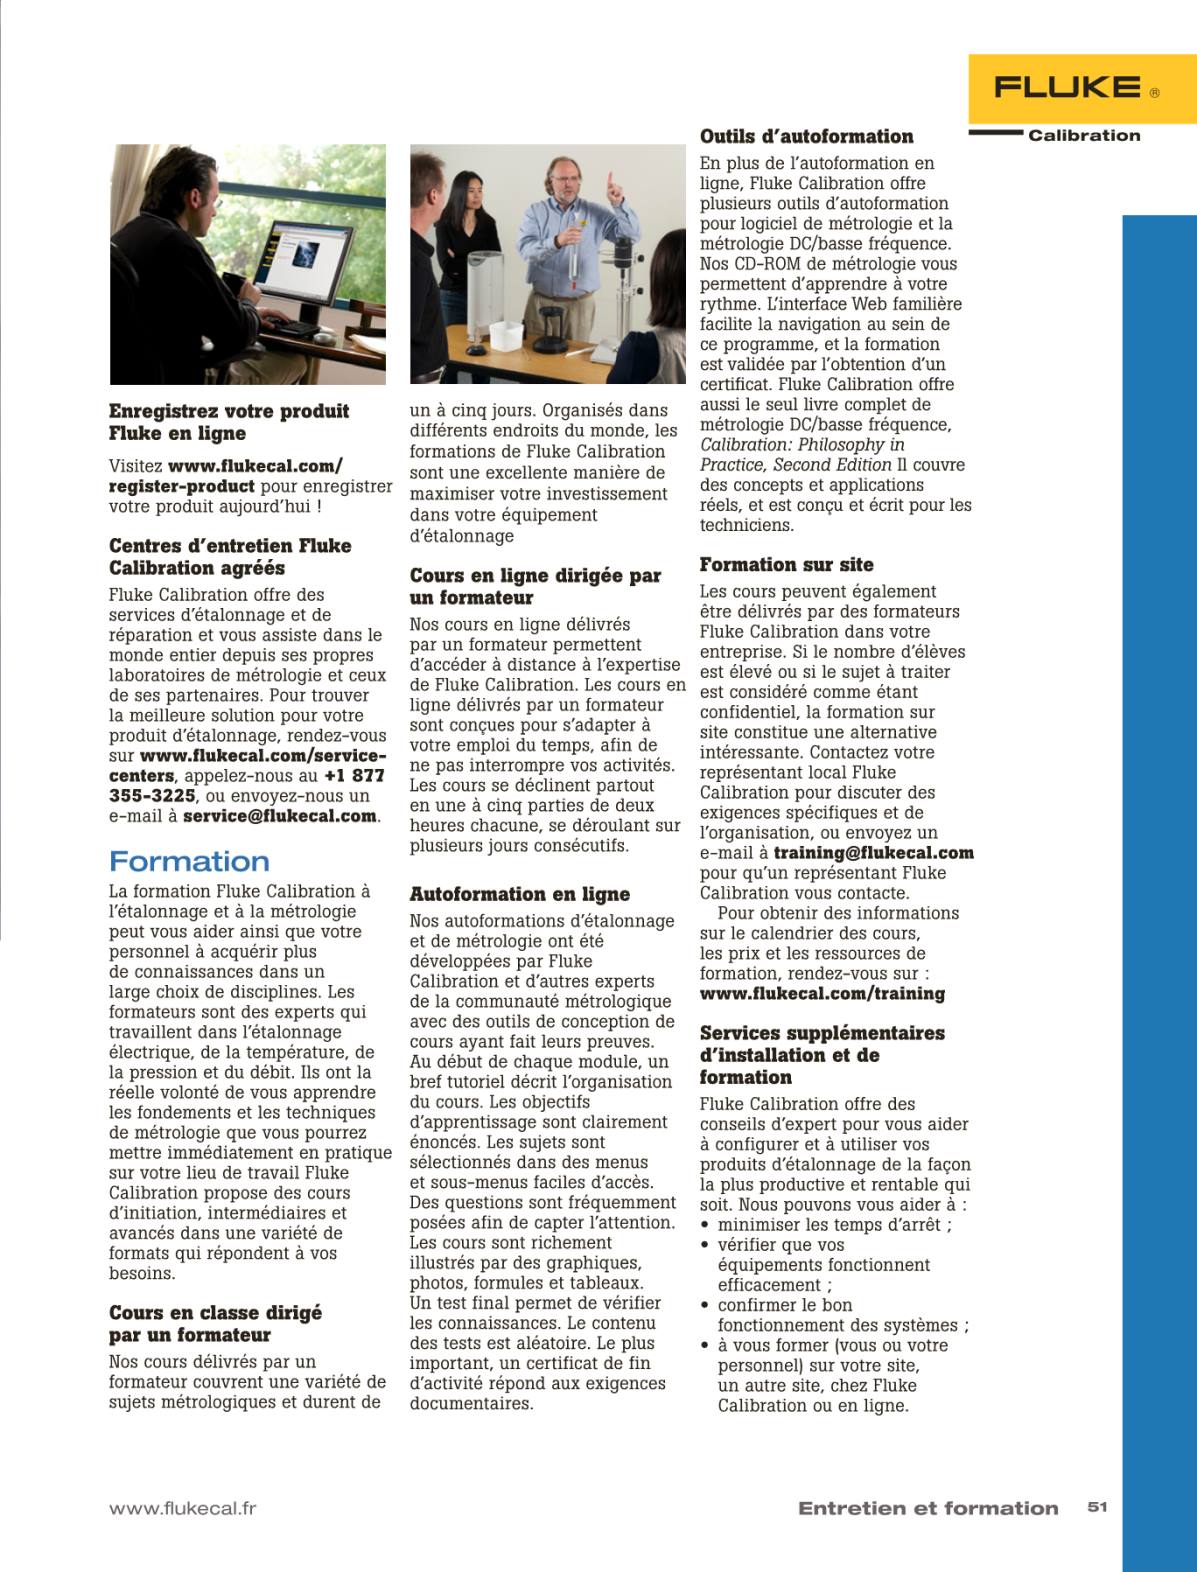 FLUKE ®
Calibration
Enregistrez votre produit
Fluke en ligne
Visitez www.flukecal.com/
register-product pour enregistrer
votre produit aujourd’hui !
Centres d’entretien Fluke
Calibration agréés
Fluke Calibration offre des
services d’étalonnage et de
réparation et vous assiste dans le
monde entier depuis ses propres
laboratoires de métrologie et ceux
de ses partenaires. Pour trouver
la meilleure solution pour votre
produit d’étalonnage, rendez-vous
sur www.flukecal.com/service-
centers, appelez-nous au +1 877
355-3225, ou envoyez-nous un
e-mail à service@flukecal.com.
Formation
La formation Fluke Calibration à
l’étalonnage et à la métrologie
peut vous aider ainsi que votre
personnel à acquérir plus
de connaissances dans un
large choix de disciplines. Les
formateurs sont des experts qui
travaillent dans l’étalonnage
électrique, de la température, de
la pression et du débit. Ils ont la
réelle volonté de vous apprendre
les fondements et les techniques
de métrologie que vous pourrez
mettre immédiatement en pratique
sur votre lieu de travail Fluke
Calibration propose des cours
d’initiation, intermédiaires et
avancés dans une variété de
formats qui répondent à vos
besoins.
Cours en classe dirigé
par un formateur
Nos cours délivrés par un
formateur couvrent une variété de
sujets métrologiques et durent de
un à cinq jours. Organisés dans
différents endroits du monde, les
formations de Fluke Calibration
sont une excellente manière de
maximiser votre investissement
dans votre équipement
d’étalonnage
Cours en ligne dirigée par
un formateur
Nos cours en ligne délivrés
par un formateur permettent
d’accéder à distance à l’expertise
de Fluke Calibration. Les cours en
ligne délivrés par un formateur
sont conçues pour s’adapter à
votre emploi du temps, afin de
ne pas interrompre vos activités.
Les cours se déclinent partout
en une à cinq parties de deux
heures chacune, se déroulant sur
plusieurs jours consécutifs.
Autoformation en ligne
Nos autoformations d’étalonnage
et de métrologie ont été
développées par Fluke
Calibration et d’autres experts
de la communauté métrologique
avec des outils de conception de
cours ayant fait leurs preuves.
Au début de chaque module, un
bref tutoriel décrit l’organisation
du cours. Les objectifs
d’apprentissage sont clairement
énoncés. Les sujets sont
sélectionnés dans des menus
et sous-menus faciles d’accès.
Des questions sont fréquemment
posées afin de capter l’attention.
Les cours sont richement
illustrés par des graphiques,
photos, formules et tableaux.
Un test final permet de vérifier
les connaissances. Le contenu
des tests est aléatoire. Le plus
important, un certificat de fin
d’activité répond aux exigences
documentaires.
Outils d’autoformation
En plus de l’autoformation en
ligne, Fluke Calibration offre
plusieurs outils d’autoformation
pour logiciel de métrologie et la
métrologie DC/basse fréquence.
Nos CD-ROM de métrologie vous
permettent d’apprendre à votre
rythme. L’interface Web familière
facilite la navigation au sein de
ce programme, et la formation
est validée par l’obtention d’un
certificat. Fluke Calibration offre
aussi le seul livre complet de
métrologie DC/basse fréquence,
Calibration: Philosophy in
Practice, Second Edition Il couvre
des concepts et applications
réels, et est conçu et écrit pour les
techniciens.
Formation sur site
Les cours peuvent également
être délivrés par des formateurs
Fluke Calibration dans votre
entreprise. Si le nombre d’élèves
est élevé ou si le sujet à traiter
est considéré comme étant
confidentiel, la formation sur
site constitue une alternative
intéressante. Contactez votre
représentant local Fluke
Calibration pour discuter des
exigences spécifiques et de
l’organisation, ou envoyez un
e-mail à training@flukecal.com
pour qu’un représentant Fluke
Calibration vous contacte.
Pour obtenir des informations
sur le calendrier des cours,
les prix et les ressources de
formation, rendez-vous sur :
www.flukecal.com/training
Services supplémentaires
d’installation et de
formation
Fluke Calibration offre des
conseils d’expert pour vous aider
à configurer et à utiliser vos
produits d’étalonnage de la façon
la plus productive et rentable qui
soit. Nous pouvons vous aider à :
• minimiser les temps d’arrêt ;
• vérifier que vos
équipements fonctionnent
efficacement ;
• confirmer le bon
fonctionnement des systèmes ;
• à vous former (vous ou votre
personnel) sur votre site,
un autre site, chez Fluke
Calibration ou en ligne.
www.flukecal.fr
Entretien et formation 51